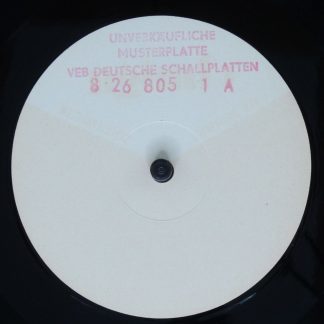 UNVERKÄUFLICHE
MUSTERPLATTE
VEB DEUTSCHE SCHALLPLATTEN
8 26 805 1 A